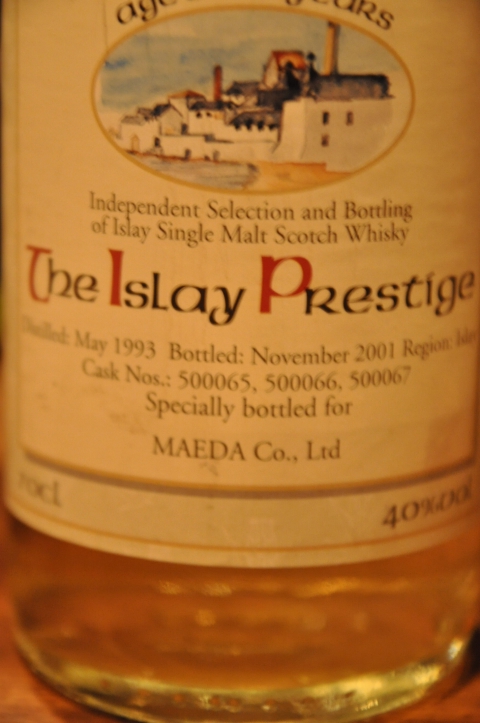 Independent Selection and Bottling
of Islay Single Malt Scotch Whisky
The Islay Prestige
Distilled: May 1993 Bottled: November 2001 Region: Islay
Cask Nos.: 500065, 500066, 500067
Specially bottled for
MAEDA Co., Ltd
70cl 40%vol